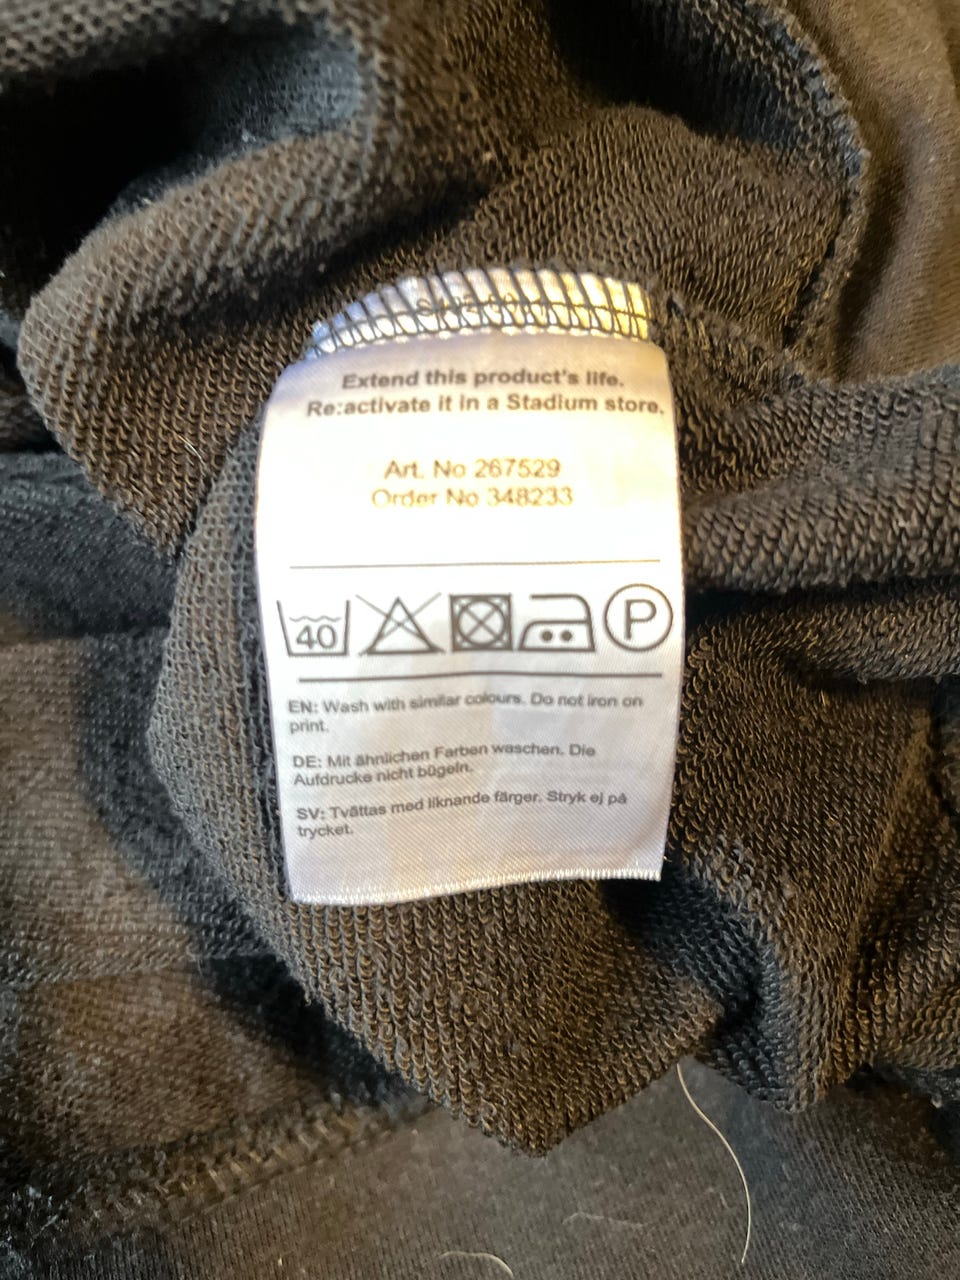 Extend this product's life.
Re:activate it in a Stadium store.
Art. No 267529
Order No 348233
40
P
EN: Wash with similar colours. Do not iron on
print.
DE: Mit ähnlichen Farben waschen. Die
Aufdrucke nicht bügeln.
SV: Tvättas med liknande färger. Stryk ej på
trycket.